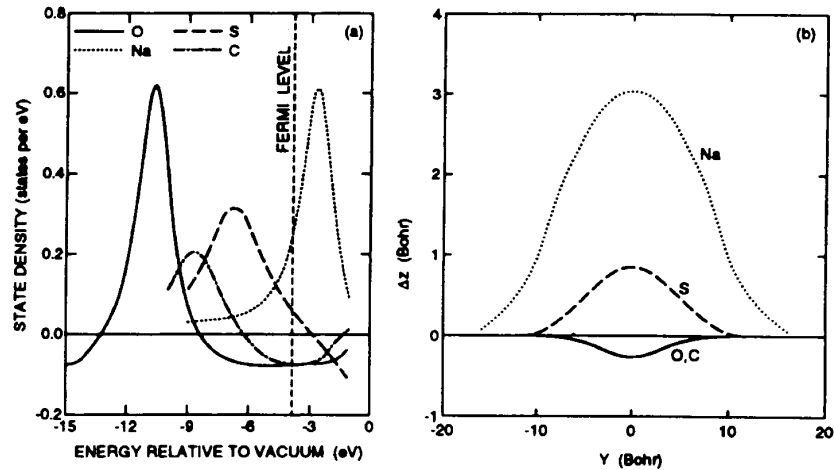 O
S
Na
C
(a)
FERMI LEVEL
0.8
0.6
0.4
0.2
0.0
-0.2
-15
-12
-9
-6
-3
0
STATE DENSITY (states per eV)
ENERGY RELATIVE TO VACUUM (eV)
(b)
4
3
2
1
0
-1
-20
-10
0
10
20
Δz (Bohr)
Y (Bohr)
Na
S
O,C